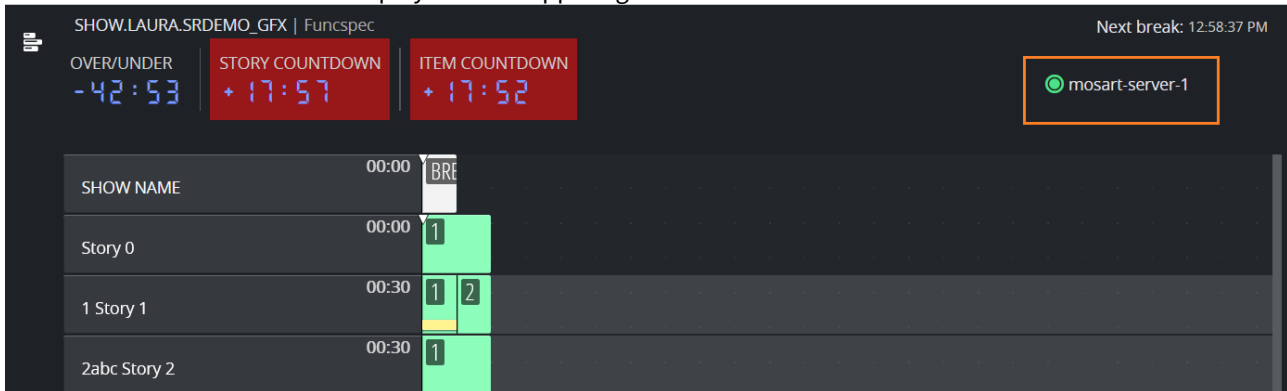 SHOW.LAURA.SRDEMO_GFX | Funcspec
Next break: 12:58:37 PM
OVER/UNDER
STORY COUNTDOWN
ITEM COUNTDOWN
-42:53
+17:57
+17:52
mosart-server-1
SHOW NAME
00:00
BRE
Story 0
00:00
1
1 Story 1
00:30
1 2
2abc Story 2
00:30
1